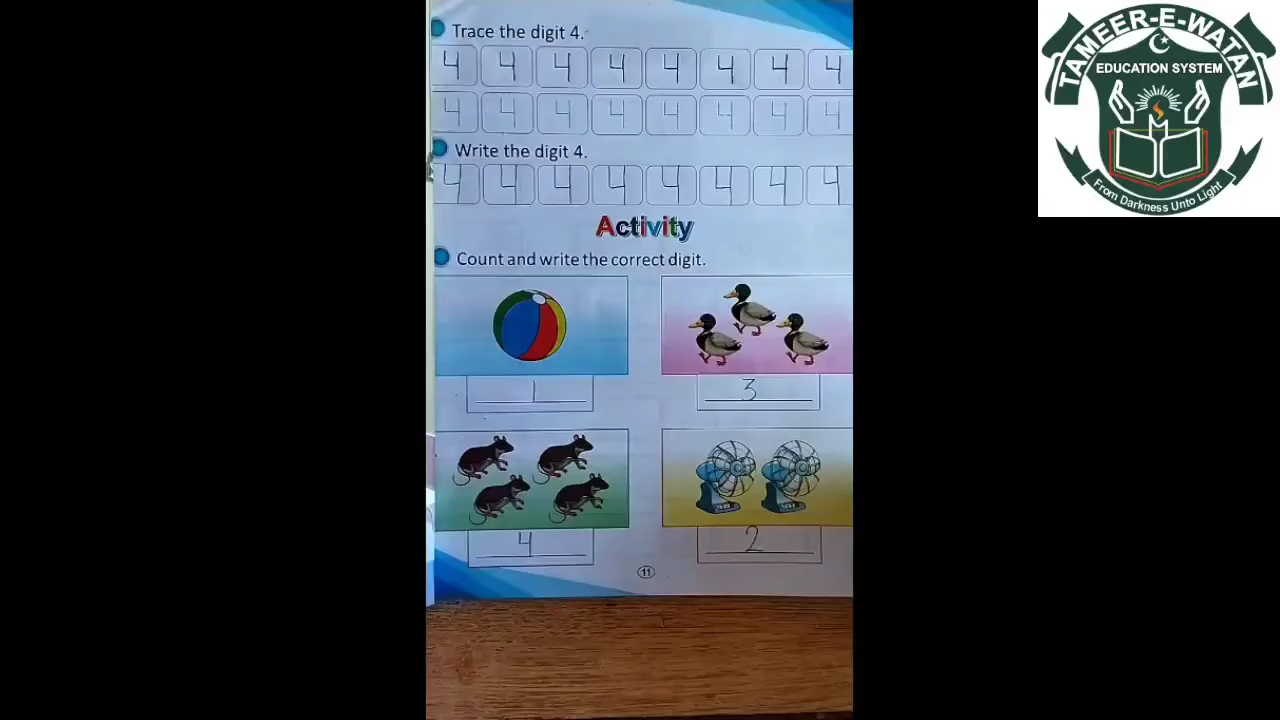 Trace the digit 4.
4 4 4 4 4 4 4 4
4 4 4 4 4 4 4 4
Write the digit 4.
4 4 4 4 4 4 4 4
Activity
Count and write the correct digit.
1
3
4
2
11
TAMEER-E-WATAN
EDUCATION SYSTEM
From Darkness Unto Light